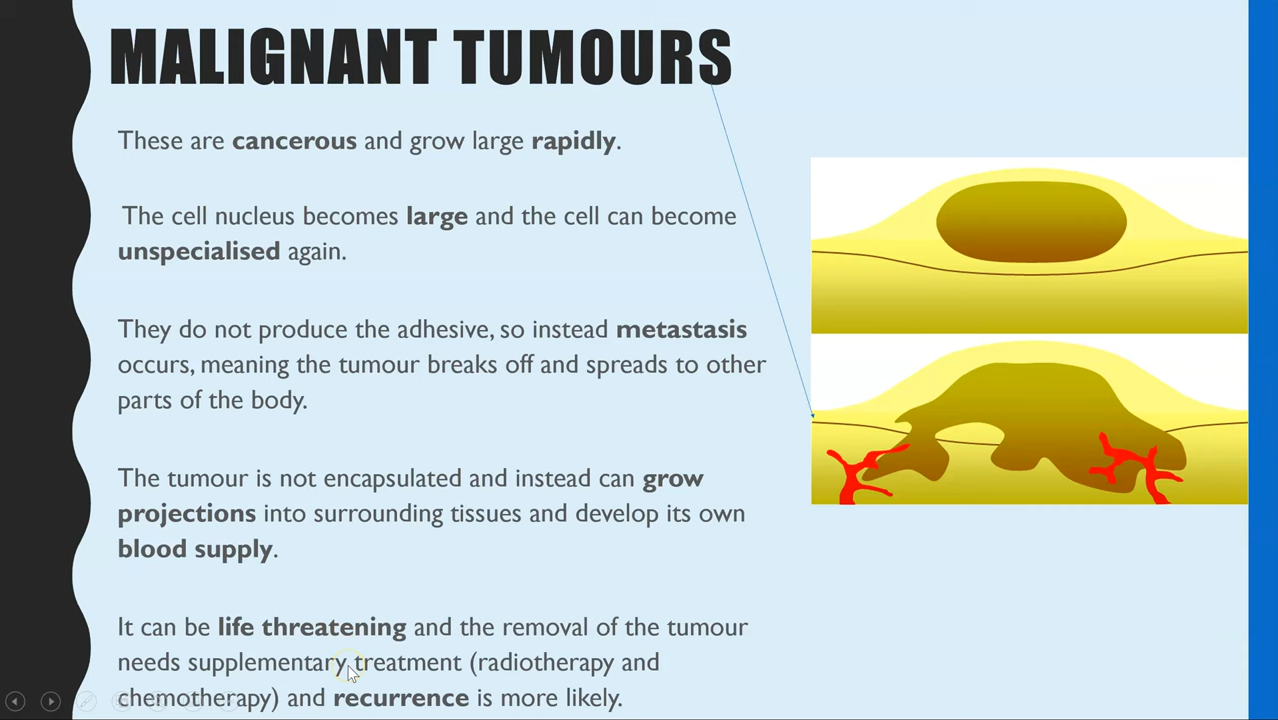 MALIGNANT TUMOURS
These are cancerous and grow large rapidly.
The cell nucleus becomes large and the cell can become
unspecialised again.
They do not produce the adhesive, so instead metastasis
occurs, meaning the tumour breaks off and spreads to other
parts of the body.
The tumour is not encapsulated and instead can grow
projections into surrounding tissues and develop its own
blood supply.
It can be life threatening and the removal of the tumour
needs supplementary treatment (radiotherapy and
chemotherapy) and recurrence is more likely.